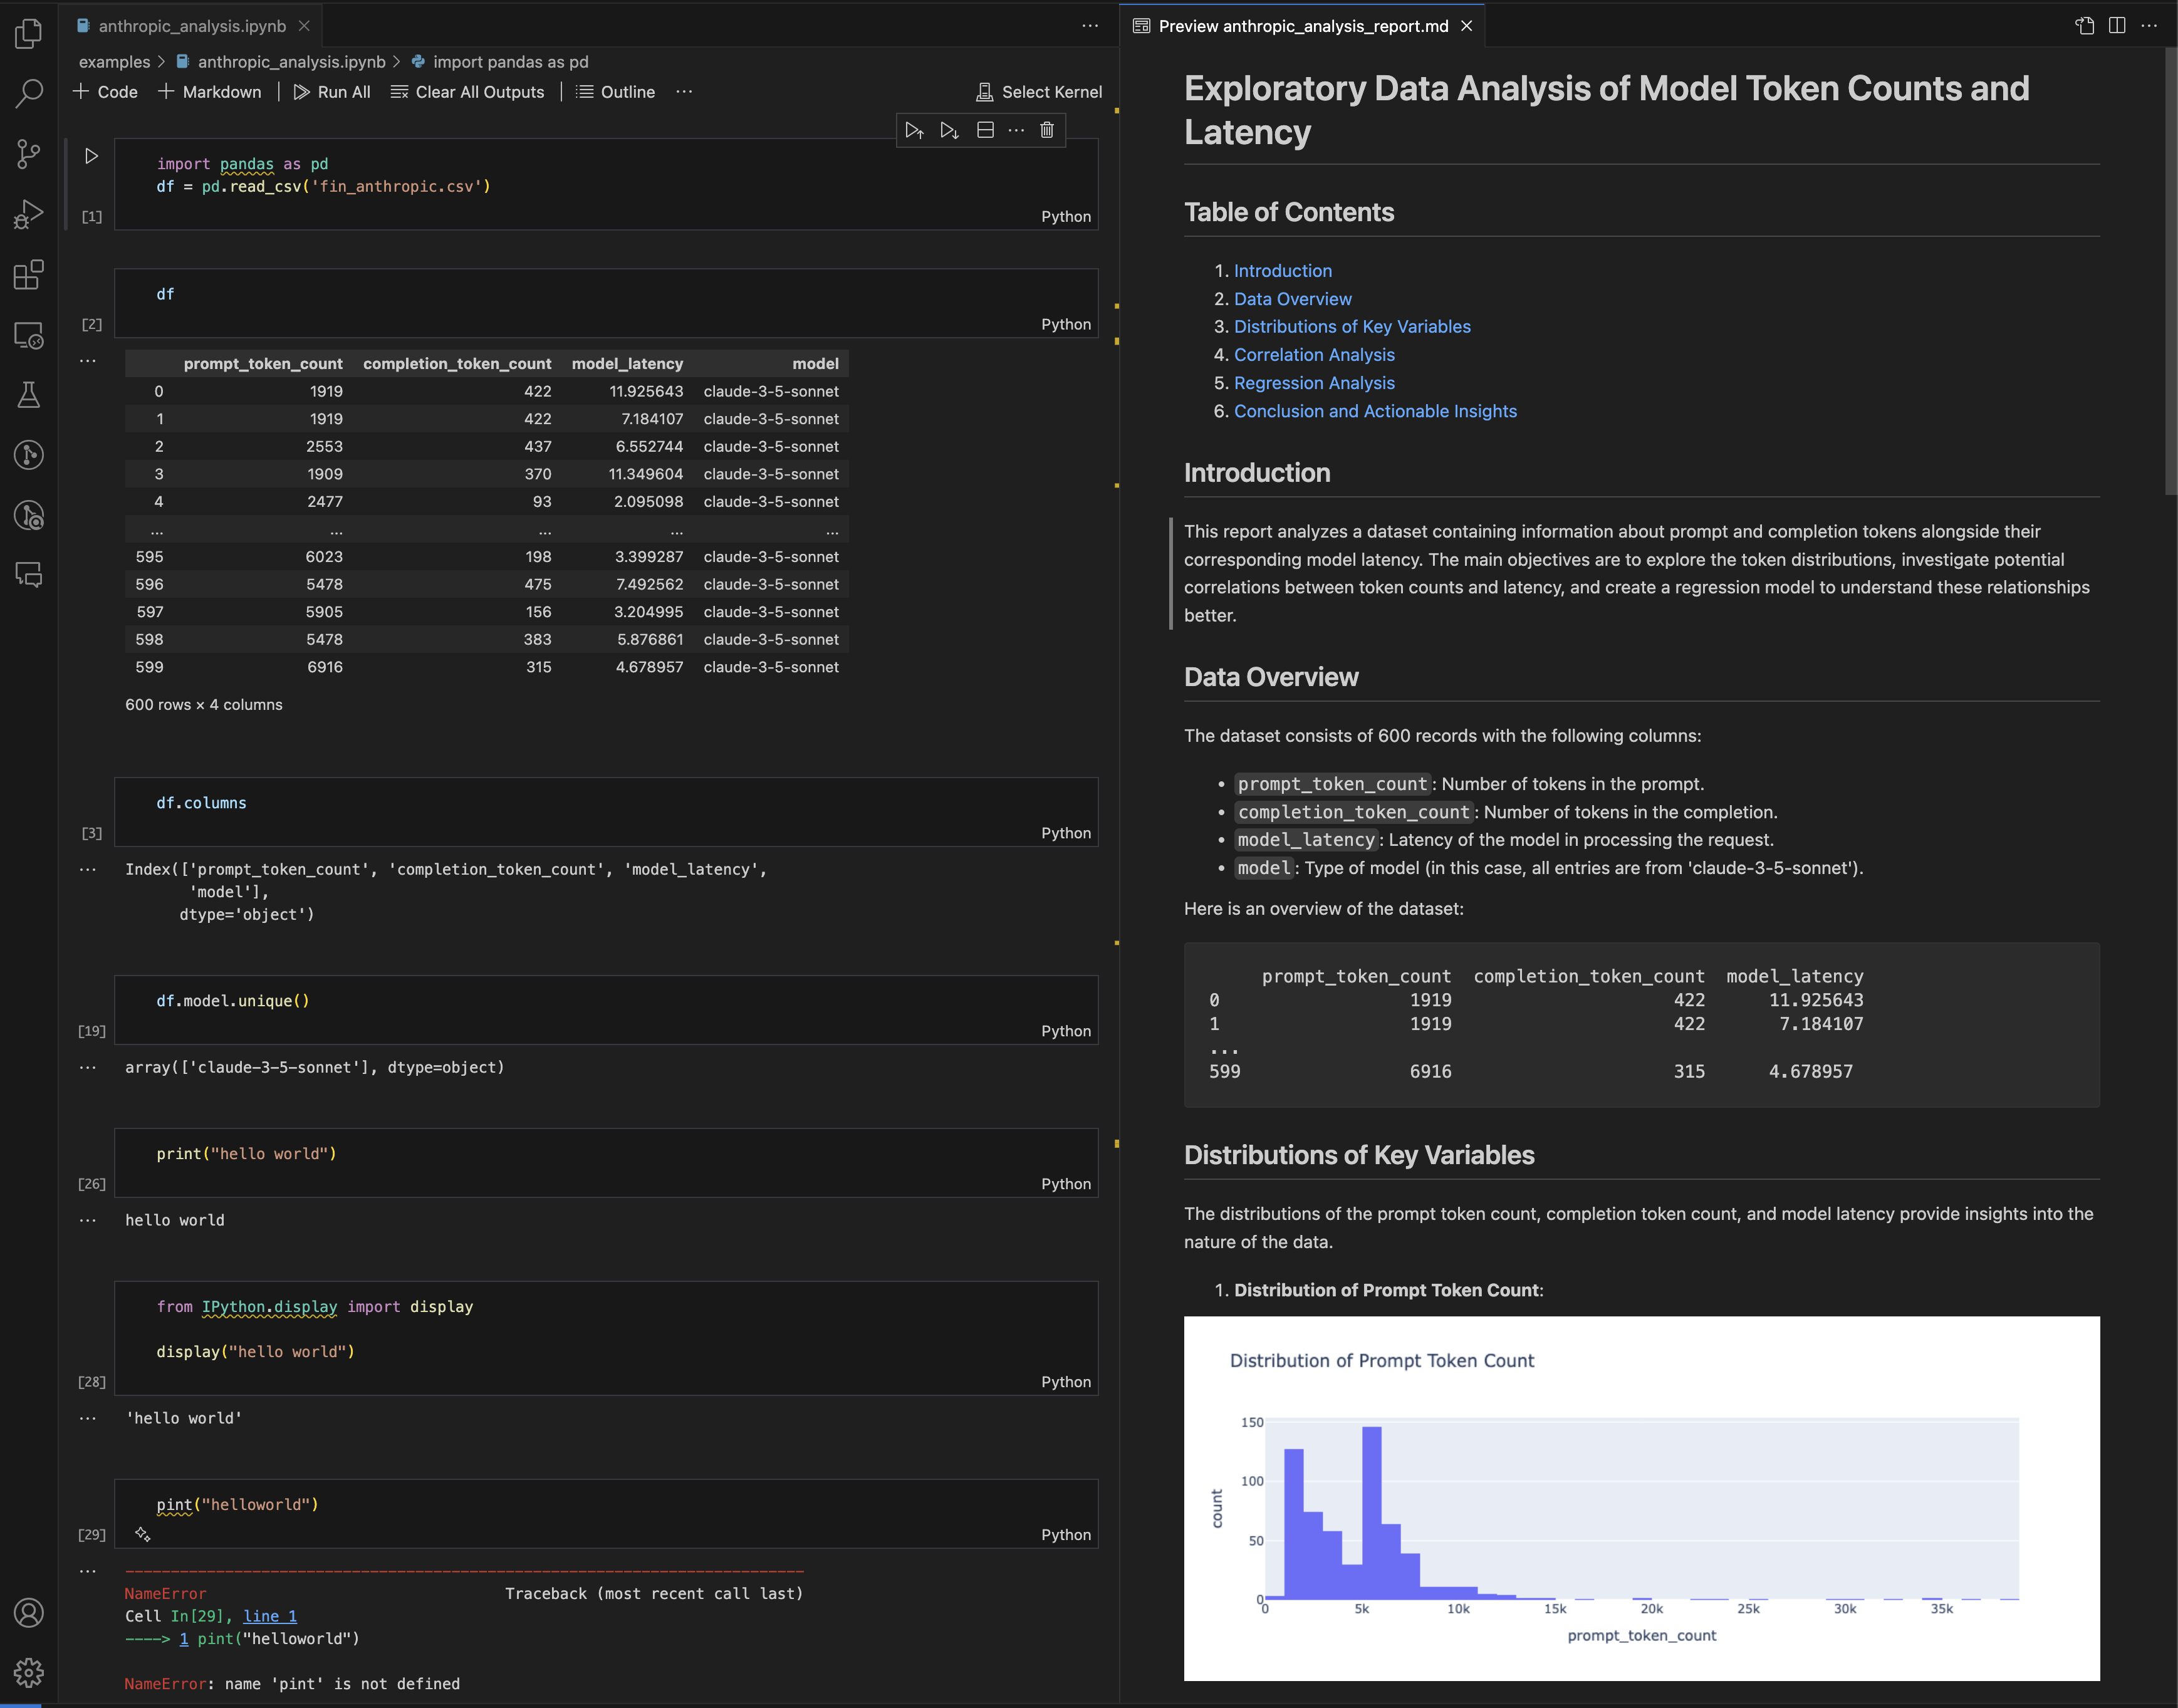 anthropic_analysis.ipynb
examples > anthropic_analysis.ipynb > import pandas as pd
+ Code + Markdown | Run All Clear All Outputs | Outline ...
Select Kernel
import pandas as pd
df = pd.read_csv('fin_anthropic.csv')
[1]
Python
df
[2]
Python
prompt_token_count completion_token_count model_latency model
0 1919 422 11.925643 claude-3-5-sonnet
1 1919 422 7.184107 claude-3-5-sonnet
2 2553 437 6.552744 claude-3-5-sonnet
3 1909 370 11.349604 claude-3-5-sonnet
4 2477 93 2.095098 claude-3-5-sonnet
... ... ... ... ...
595 6023 198 3.399287 claude-3-5-sonnet
596 5478 475 7.492562 claude-3-5-sonnet
597 5905 156 3.204995 claude-3-5-sonnet
598 5478 383 5.876861 claude-3-5-sonnet
599 6916 315 4.678957 claude-3-5-sonnet
600 rows × 4 columns
df.columns
[3]
Python
Index(['prompt_token_count', 'completion_token_count', 'model_latency',
'model'],
dtype='object')
df.model.unique()
[19]
Python
array(['claude-3-5-sonnet'], dtype=object)
print("hello world")
[26]
Python
hello world
from IPython.display import display
display("hello world")
[28]
Python
'hello world'
pint("helloworld")
[29]
Python
---------------------------------------------------------------------------
NameError Traceback (most recent call last)
Cell In[29], line 1
----> 1 pint("helloworld")
NameError: name 'pint' is not defined
Preview anthropic_analysis_report.md
Exploratory Data Analysis of Model Token Counts and
Latency
Table of Contents
1. Introduction
2. Data Overview
3. Distributions of Key Variables
4. Correlation Analysis
5. Regression Analysis
6. Conclusion and Actionable Insights
Introduction
This report analyzes a dataset containing information about prompt and completion tokens alongside their
corresponding model latency. The main objectives are to explore the token distributions, investigate potential
correlations between token counts and latency, and create a regression model to understand these relationships
better.
Data Overview
The dataset consists of 600 records with the following columns:
• prompt_token_count: Number of tokens in the prompt.
• completion_token_count: Number of tokens in the completion.
• model_latency: Latency of the model in processing the request.
• model: Type of model (in this case, all entries are from 'claude-3-5-sonnet').
Here is an overview of the dataset:
prompt_token_count completion_token_count model_latency
0 1919 422 11.925643
1 1919 422 7.184107
...
599 6916 315 4.678957
Distributions of Key Variables
The distributions of the prompt token count, completion token count, and model latency provide insights into the
nature of the data.
1. Distribution of Prompt Token Count:
Distribution of Prompt Token Count
150
100
50
0
count
0 5k 10k 15k 20k 25k 30k 35k
prompt_token_count